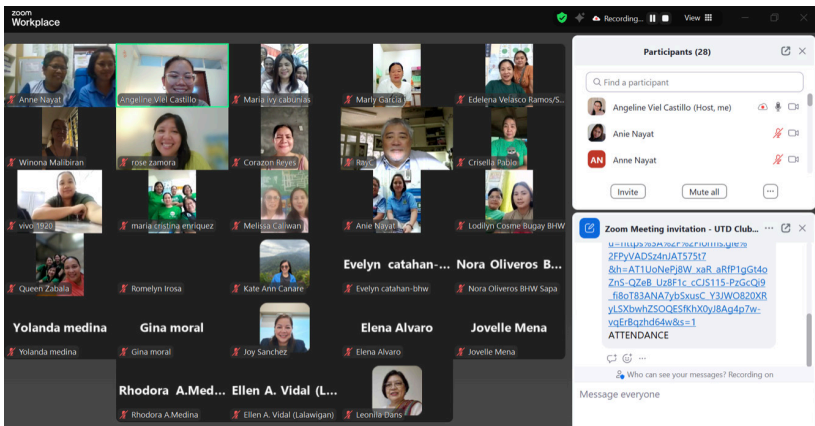 zoom
Workplace
Recording...
View
Anne Nayat
Angeline Viel Castillo
Maria ivy cabunias
Marly Garcia
Edelena Velasco Ramos/S...
Winona Malibiran
rose zamora
Corazon Reyes
RayC
Crisella Pablo
vivo 1920
maria cristina enriquez
Melissa Caliwan
Anie Nayat
Lodilyn Cosme Bugay BHW
Queen Zabala
Romelyn Irosa
Kate Ann Canare
Evelyn catahan-...
Evelyn catahan-bhw
Nora Oliveros B...
Nora Oliveros BHW Sapa
Yolanda medina
Yolanda medina
Gina moral
Gina moral
Joy Sanchez
Elena Alvaro
Elena Alvaro
Jovelle Mena
Jovelle Mena
Rhodora A.Med...
Rhodora A.Medina
Ellen A. Vidal (L...
Ellen A. Vidal (Lalawigan)
Leonila Dans
Participants (28)
Find a participant
Angeline Viel Castillo (Host, me)
Anie Nayat
AN
Anne Nayat
Invite
Mute all
Zoom Meeting invitation - UTD Club...
2FPyVADSz4nJAT575t7
&h=AT1UoNePj8W_xaR_aRfP1gGt4o
ZnS-QZeB_Uz8F1c_cCJS115-PzGcQi9
_fi8oT83ANA7ybSxusC_Y3JWO820XR
yLSXbwhZSOQESfKhX0yJ8Ag4p7w-
vqErBqzhd64w&s=1
ATTENDANCE
Who can see your messages? Recording on
Message everyone